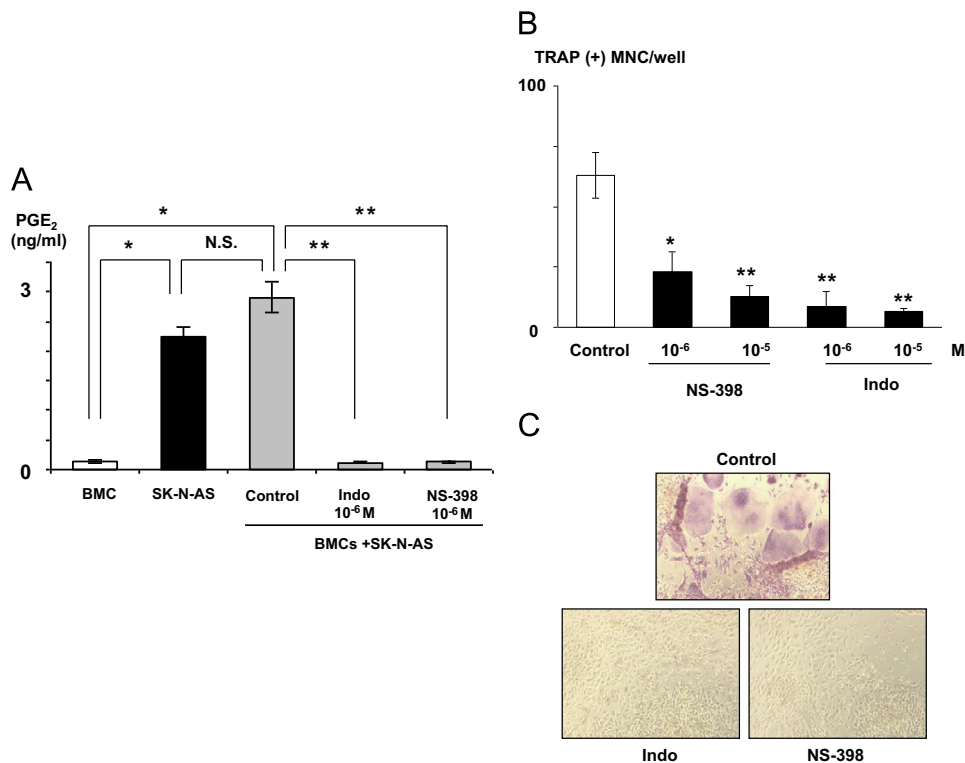 A
PGE₂
(ng/ml)
*
**
*
N.S.
**
3
0
BMC
SK-N-AS
Control
Indo
10⁻⁶ M
NS-398
10⁻⁶ M
BMCs +SK-N-AS
B
TRAP (+) MNC/well
100
*
**
**
**
0
Control
10⁻⁶
10⁻⁵
10⁻⁶
10⁻⁵
M
NS-398
Indo
C
Control
Indo
NS-398